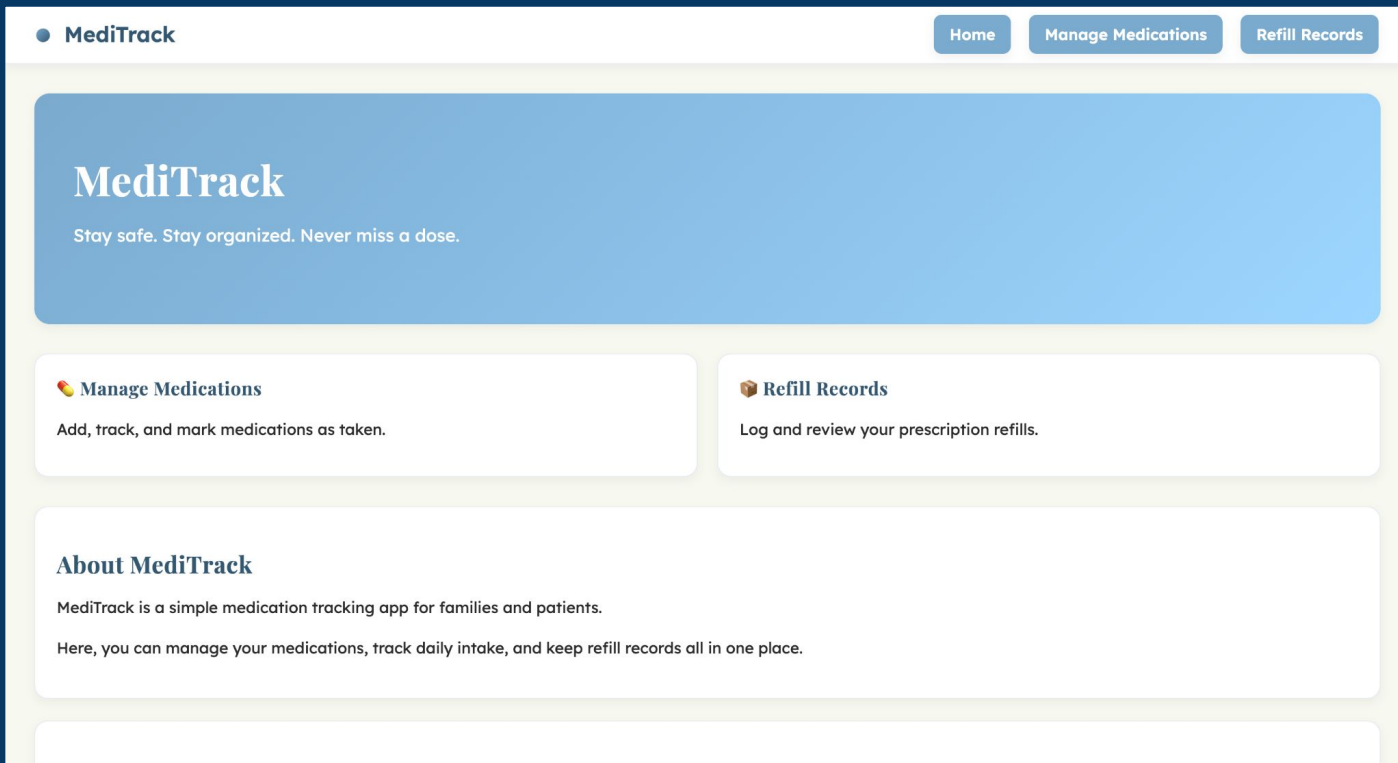 MediTrack
Home
Manage Medications
Refill Records
MediTrack
Stay safe. Stay organized. Never miss a dose.
💊 Manage Medications
Add, track, and mark medications as taken.
📦 Refill Records
Log and review your prescription refills.
About MediTrack
MediTrack is a simple medication tracking app for families and patients.
Here, you can manage your medications, track daily intake, and keep refill records all in one place.